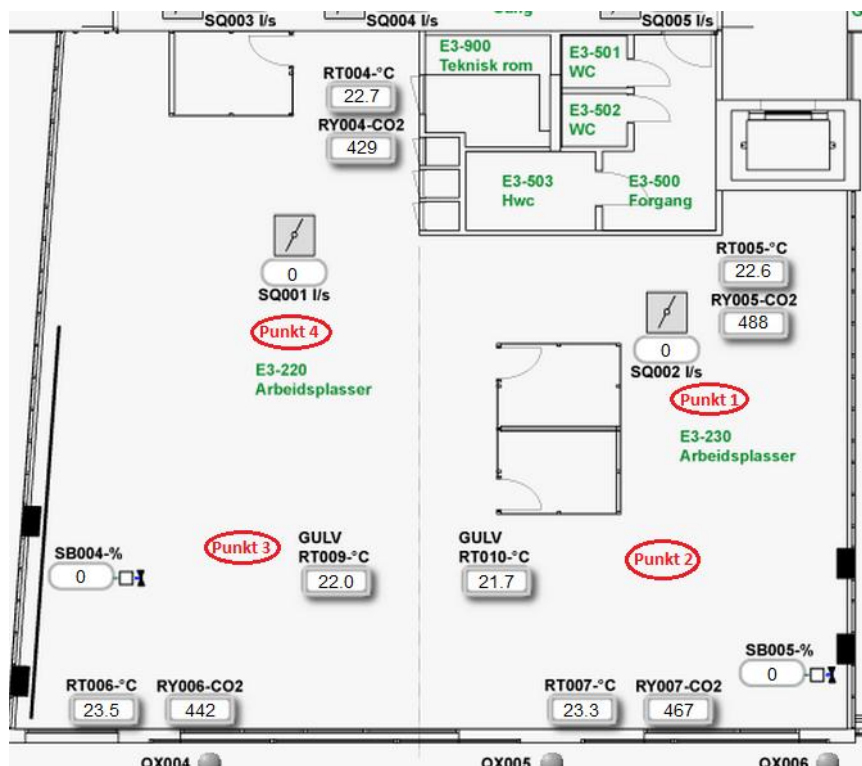 SQ003 l/s
SQ004 l/s
SQ005 l/s
E3-900
Teknisk rom
E3-501
WC
RT004-°C
22.7
E3-502
WC
RY004-CO2
429
E3-503
Hwc
E3-500
Forgang
RT005-°C
22.6
0
SQ001 l/s
RY005-CO2
488
Punkt 4
0
SQ002 l/s
E3-220
Arbeidsplasser
Punkt 1
E3-230
Arbeidsplasser
Punkt 3
GULV
RT009-°C
22.0
GULV
RT010-°C
21.7
Punkt 2
SB004-%
0
SB005-%
0
RT006-°C
23.5
RY006-CO2
442
RT007-°C
23.3
RY007-CO2
467
OX004
OX005
OX006